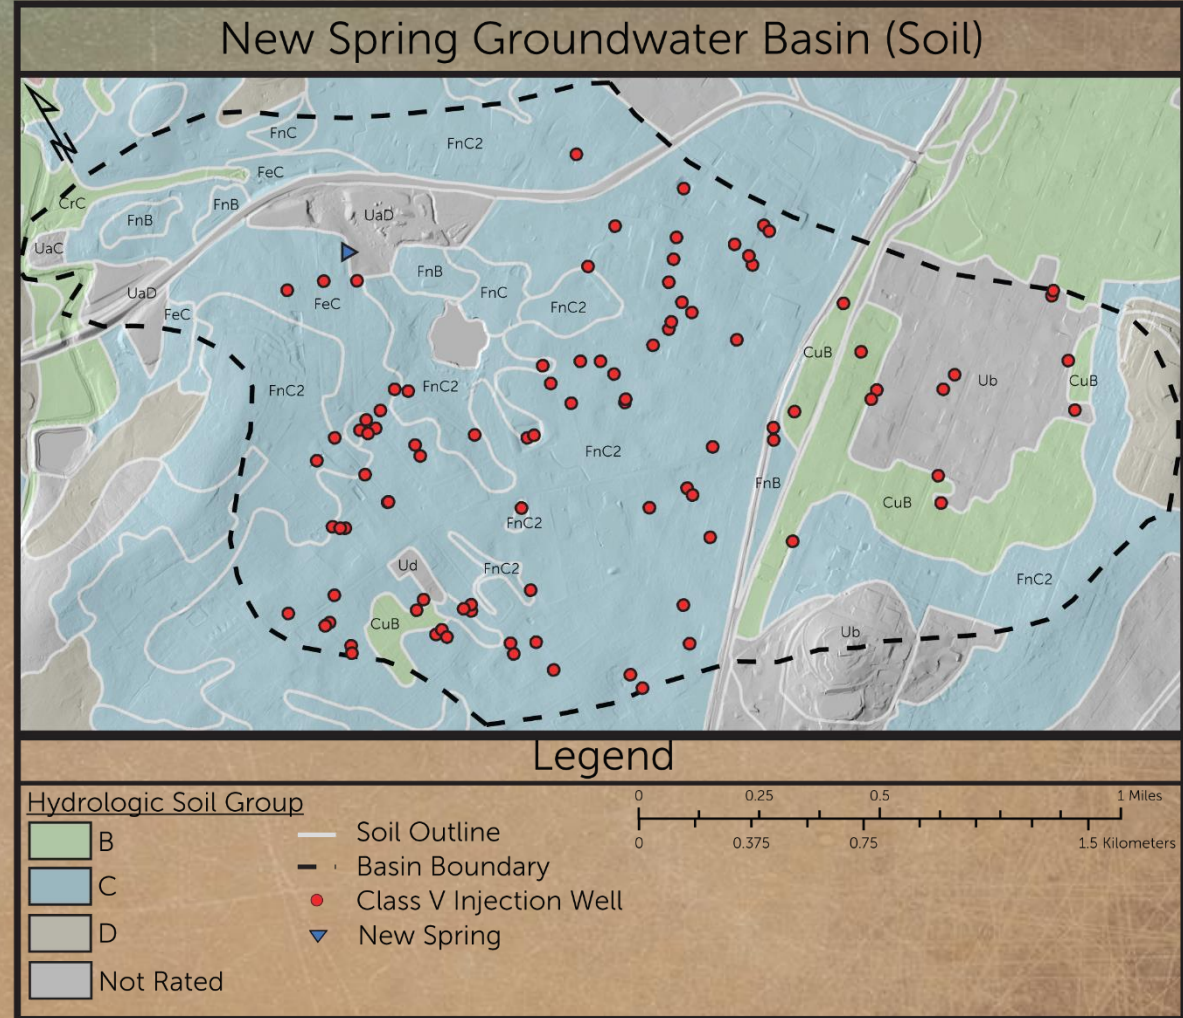 New Spring Groundwater Basin (Soil)
N
FnC
FnC2
FeC
CrC
FnB
FnB
UaD
UaC
FnB
UaD
FeC
FeC
FnC
FnC2
CuB
Ub
CuB
FnC2
FnC2
FnC2
FnB
CuB
FnC2
Ud
FnC2
FnC2
CuB
Ub
Legend
Hydrologic Soil Group
B
C
D
Not Rated
Soil Outline
Basin Boundary
Class V Injection Well
New Spring
0 0.25 0.5 1 Miles
0 0.375 0.75 1.5 Kilometers